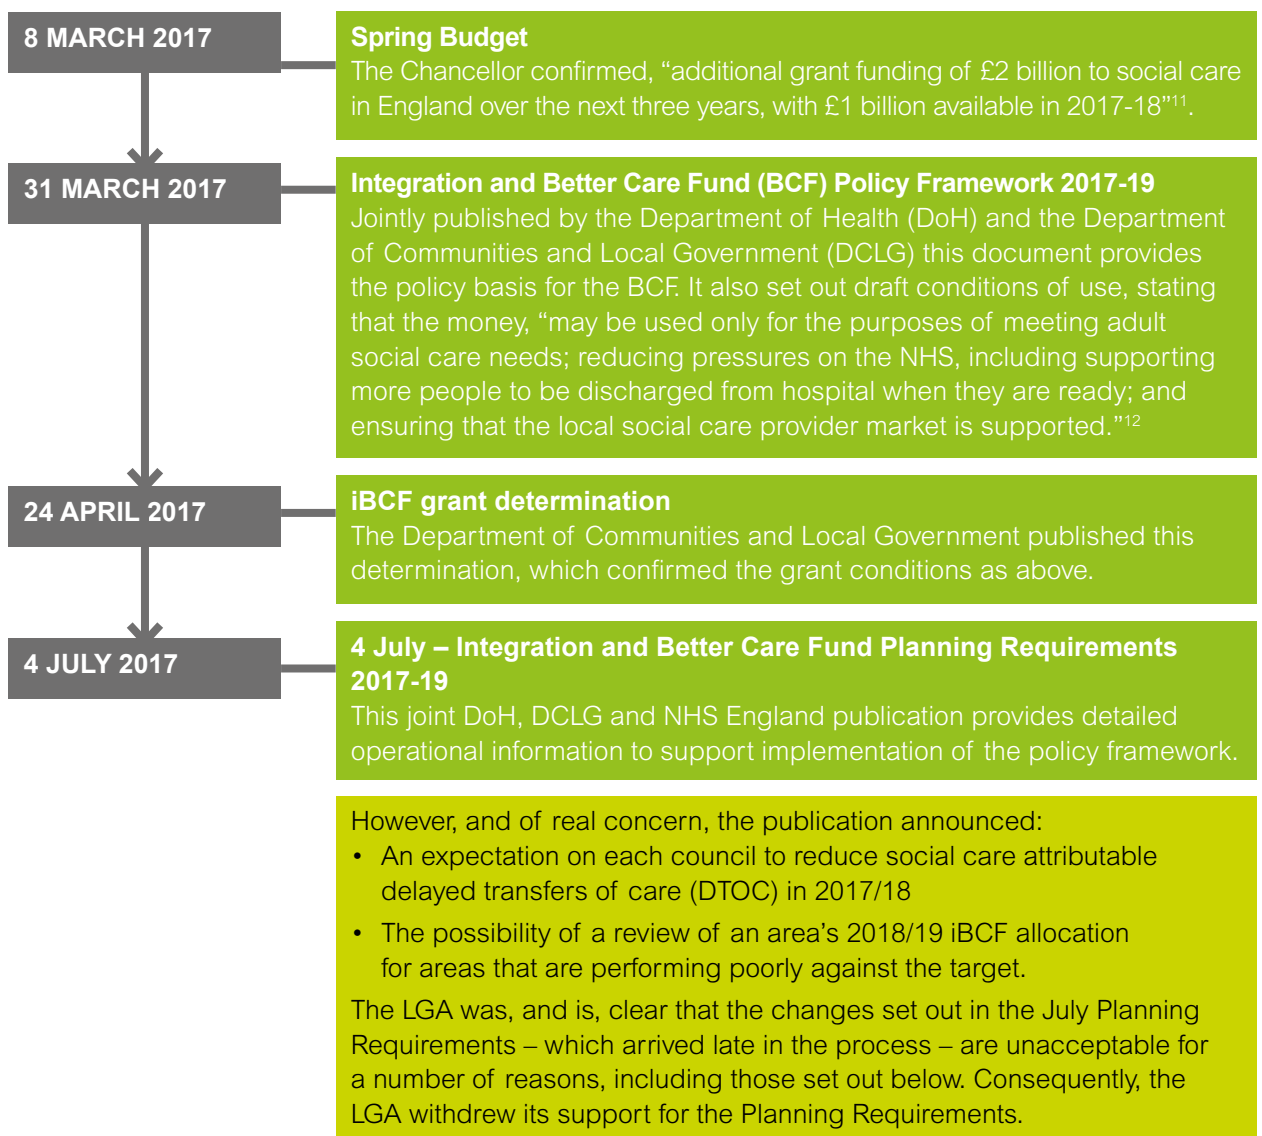 8 MARCH 2017
Spring Budget
The Chancellor confirmed, “additional grant funding of £2 billion to social care
in England over the next three years, with £1 billion available in 2017-18”11.
31 MARCH 2017
Integration and Better Care Fund (BCF) Policy Framework 2017-19
Jointly published by the Department of Health (DoH) and the Department
of Communities and Local Government (DCLG) this document provides
the policy basis for the BCF. It also set out draft conditions of use, stating
that the money, “may be used only for the purposes of meeting adult
social care needs; reducing pressures on the NHS, including supporting
more people to be discharged from hospital when they are ready; and
ensuring that the local social care provider market is supported.”12
24 APRIL 2017
iBCF grant determination
The Department of Communities and Local Government published this
determination, which confirmed the grant conditions as above.
4 JULY 2017
4 July – Integration and Better Care Fund Planning Requirements
2017-19
This joint DoH, DCLG and NHS England publication provides detailed
operational information to support implementation of the policy framework.
However, and of real concern, the publication announced:
• An expectation on each council to reduce social care attributable
delayed transfers of care (DTOC) in 2017/18
• The possibility of a review of an area’s 2018/19 iBCF allocation
for areas that are performing poorly against the target.
The LGA was, and is, clear that the changes set out in the July Planning
Requirements – which arrived late in the process – are unacceptable for
a number of reasons, including those set out below. Consequently, the
LGA withdrew its support for the Planning Requirements.